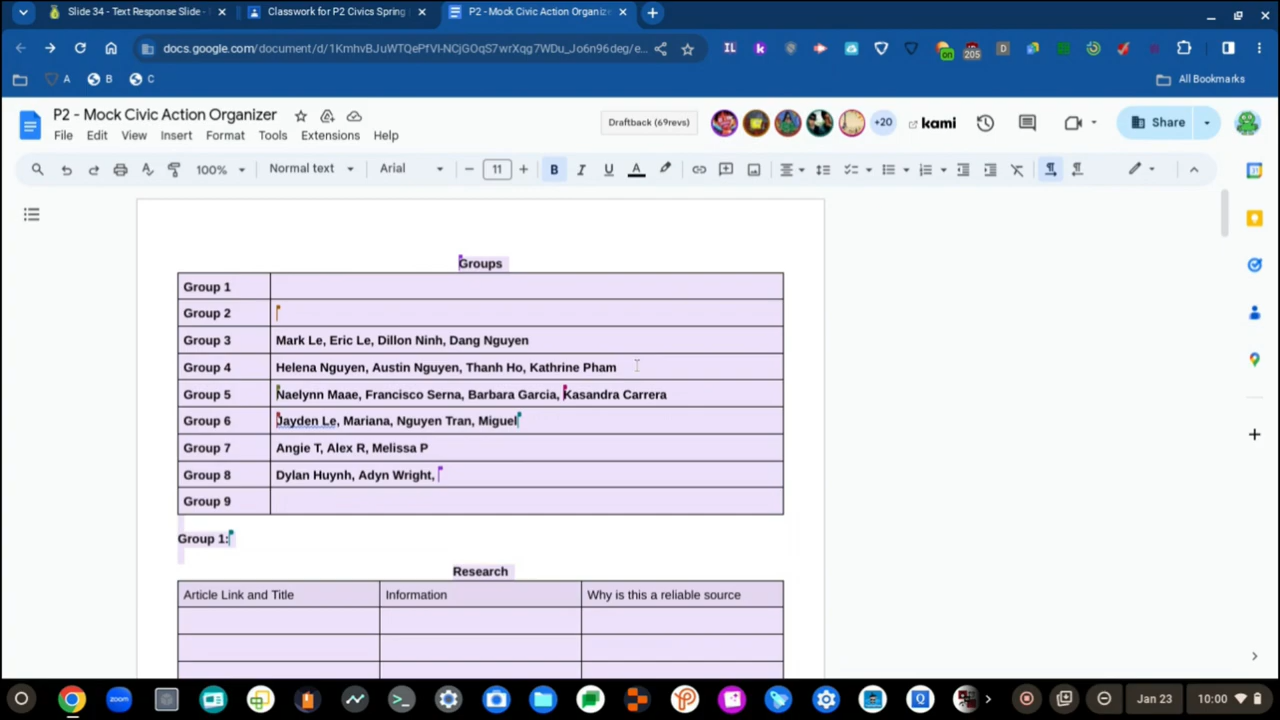 Slide 34 - Text Response Slide -
Classwork for P2 Civics Spring
P2 - Mock Civic Action Organize
docs.google.com/document/d/1KmhvBJuWTQePfVI-NCjGOqS7wrXqg7WDu_Jo6n96deg/e...
IL
k
D
on
205
A
B
C
All Bookmarks
P2 - Mock Civic Action Organizer
File Edit View Insert Format Tools Extensions Help
Draftback (69revs)
+20
kami
Share
100%
Normal text
Arial
11
B
I
U
A
Groups
Group 1
Group 2
Group 3 Mark Le, Eric Le, Dillon Ninh, Dang Nguyen
Group 4 Helena Nguyen, Austin Nguyen, Thanh Ho, Kathrine Pham
Group 5 Naelynn Maae, Francisco Serna, Barbara Garcia, Kasandra Carrera
Group 6 Jayden Le, Mariana, Nguyen Tran, Miguel
Group 7 Angie T, Alex R, Melissa P
Group 8 Dylan Huynh, Adyn Wright,
Group 9
Group 1:
Research
Article Link and Title Information Why is this a reliable source
zoom
Q
Jan 23
10:00